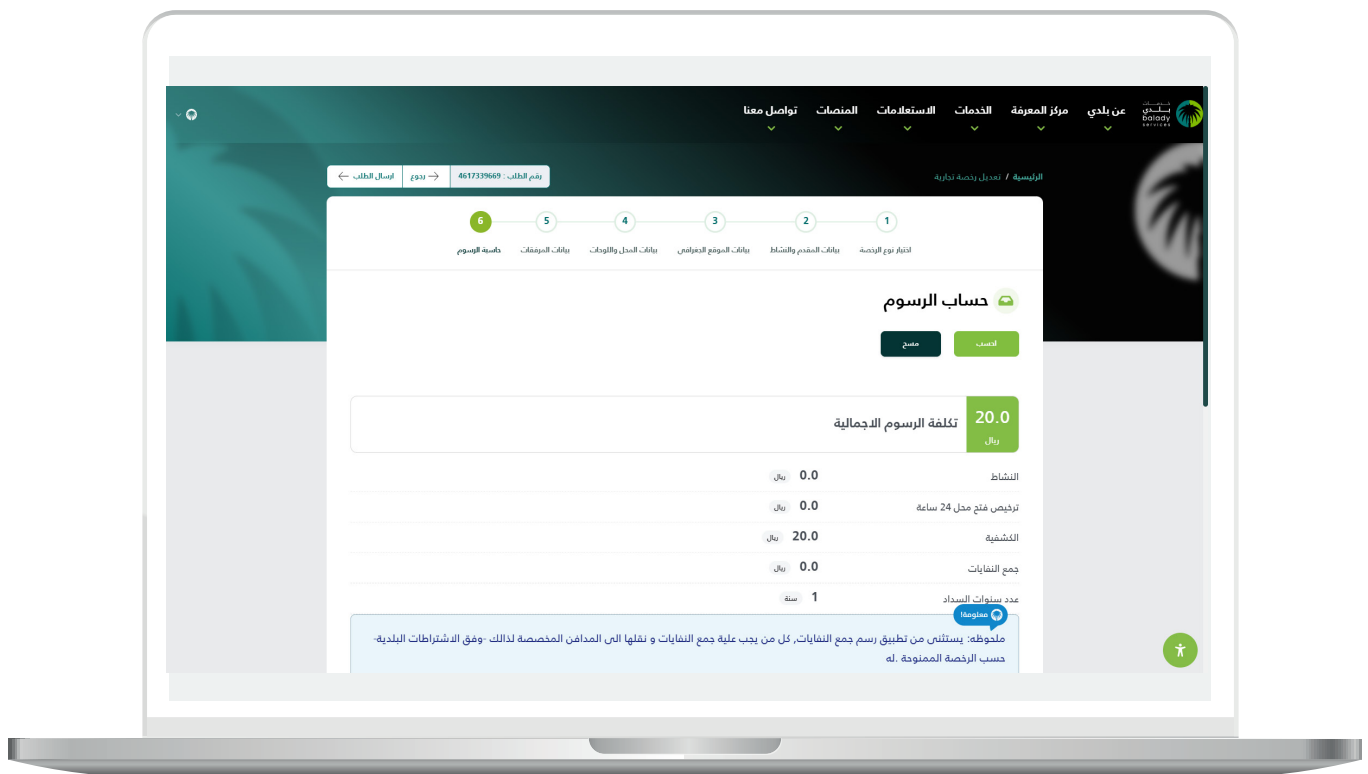 خدمات
بلدي
balady
services
عن بلدي
مركز المعرفة
الخدمات
الاستعلامات
المنصات
تواصل معنا
الرئيسية / تعديل رخصة تجارية
رقم الطلب : 4617339669
رجوع
ارسال الطلب
1
2
3
4
5
6
اختيار نوع الرخصة
بيانات المقدم والنشاط
بيانات الموقع الجغرافي
بيانات المحل واللوحات
بيانات المرفقات
حاسبة الرسوم
حساب الرسوم
احسب
مسح
20.0
ريال
تكلفة الرسوم الاجمالية
النشاط 0.0 ريال
ترخيص فتح محل 24 ساعة 0.0 ريال
الكشفية 20.0 ريال
جمع النفايات 0.0 ريال
عدد سنوات السداد 1 سنة
معلومة!
ملحوظه: يستثنى من تطبيق رسم جمع النفايات, كل من يجب علية جمع النفايات و نقلها الى المدافن المخصصة لذالك -وفق الاشتراطات البلدية-
حسب الرخصة الممنوحة .له